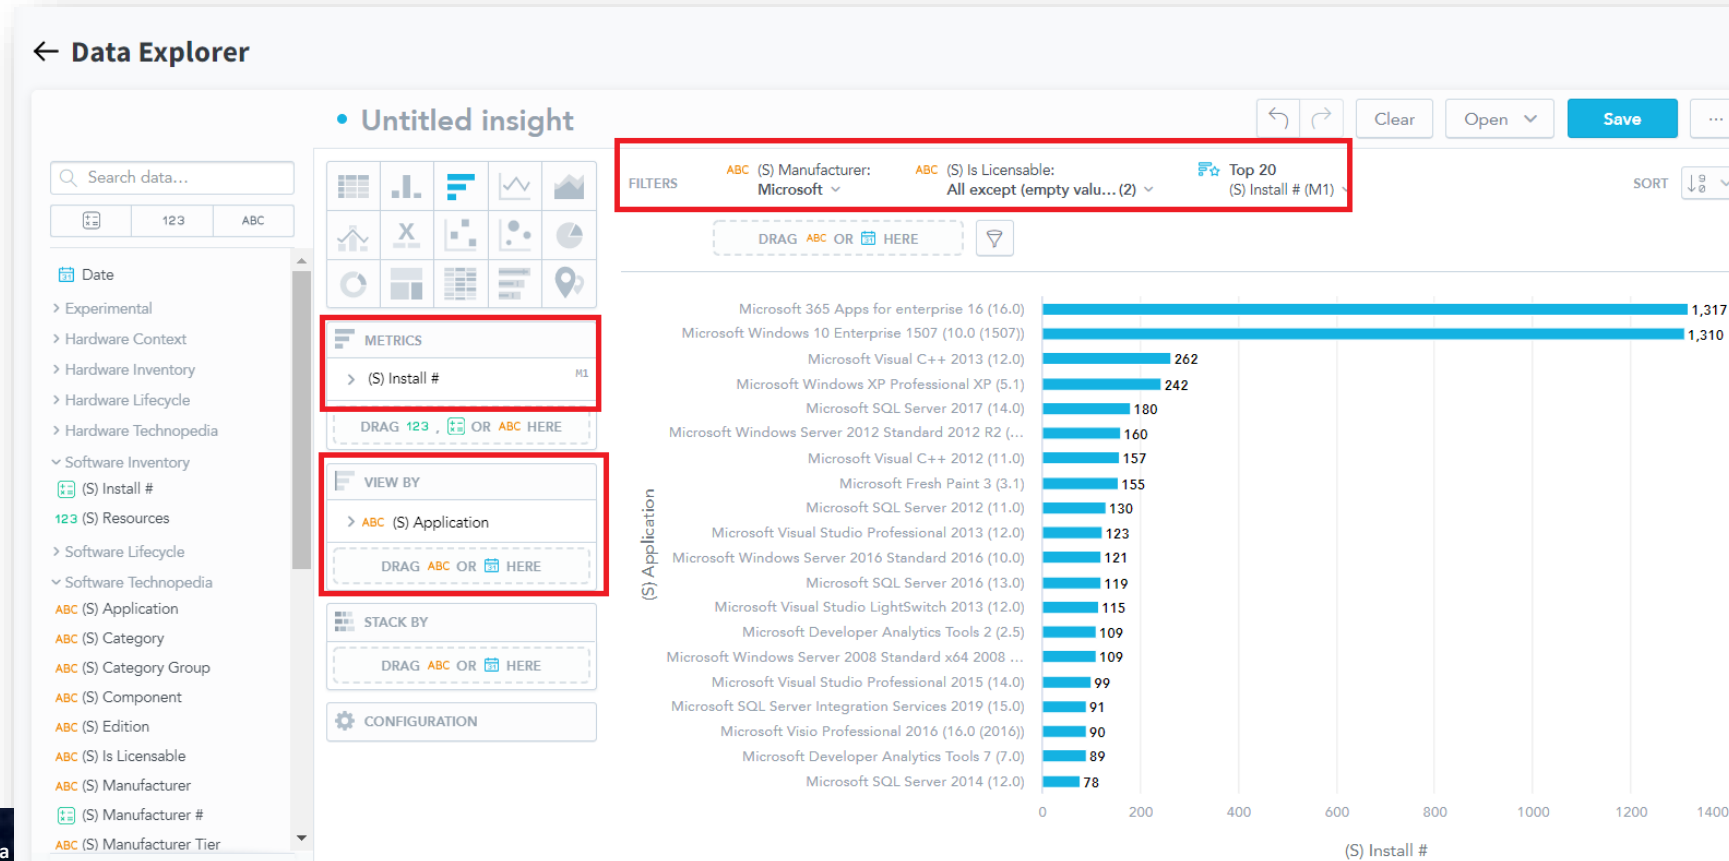 Data Explorer
Untitled insight
Clear
Open
Save
...
Search data...
123
ABC
Date
Experimental
Hardware Context
Hardware Inventory
Hardware Lifecycle
Hardware Technopedia
Software Inventory
(S) Install #
123 (S) Resources
Software Lifecycle
Software Technopedia
ABC (S) Application
ABC (S) Category
ABC (S) Category Group
ABC (S) Component
ABC (S) Edition
ABC (S) Is Licensable
ABC (S) Manufacturer
(S) Manufacturer #
ABC (S) Manufacturer Tier
a
METRICS
(S) Install # M1
DRAG 123 , OR ABC HERE
VIEW BY
ABC (S) Application
DRAG ABC OR 31 HERE
STACK BY
DRAG ABC OR 31 HERE
CONFIGURATION
FILTERS
ABC (S) Manufacturer:
Microsoft
ABC (S) Is Licensable:
All except (empty valu... (2)
Top 20
(S) Install # (M1)
SORT
DRAG ABC OR 31 HERE
(S) Application
Microsoft 365 Apps for enterprise 16 (16.0) 1,317
Microsoft Windows 10 Enterprise 1507 (10.0 (1507)) 1,310
Microsoft Visual C++ 2013 (12.0) 262
Microsoft Windows XP Professional XP (5.1) 242
Microsoft SQL Server 2017 (14.0) 180
Microsoft Windows Server 2012 Standard 2012 R2 (... 160
Microsoft Visual C++ 2012 (11.0) 157
Microsoft Fresh Paint 3 (3.1) 155
Microsoft SQL Server 2012 (11.0) 130
Microsoft Visual Studio Professional 2013 (12.0) 123
Microsoft Windows Server 2016 Standard 2016 (10.0) 121
Microsoft SQL Server 2016 (13.0) 119
Microsoft Visual Studio LightSwitch 2013 (12.0) 115
Microsoft Developer Analytics Tools 2 (2.5) 109
Microsoft Windows Server 2008 Standard x64 2008 ... 109
Microsoft Visual Studio Professional 2015 (14.0) 99
Microsoft SQL Server Integration Services 2019 (15.0) 91
Microsoft Visio Professional 2016 (16.0 (2016)) 90
Microsoft Developer Analytics Tools 7 (7.0) 89
Microsoft SQL Server 2014 (12.0) 78
0 200 400 600 800 1000 1200 1400
(S) Install #